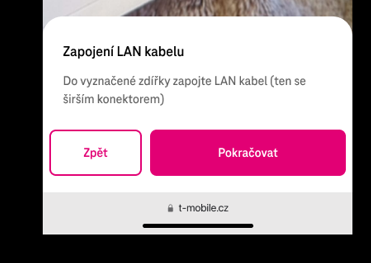 Zapojení LAN kabelu
Do vyznačené zdířky zapojte LAN kabel (ten se
širším konektorem)
Zpět
Pokračovat
t-mobile.cz